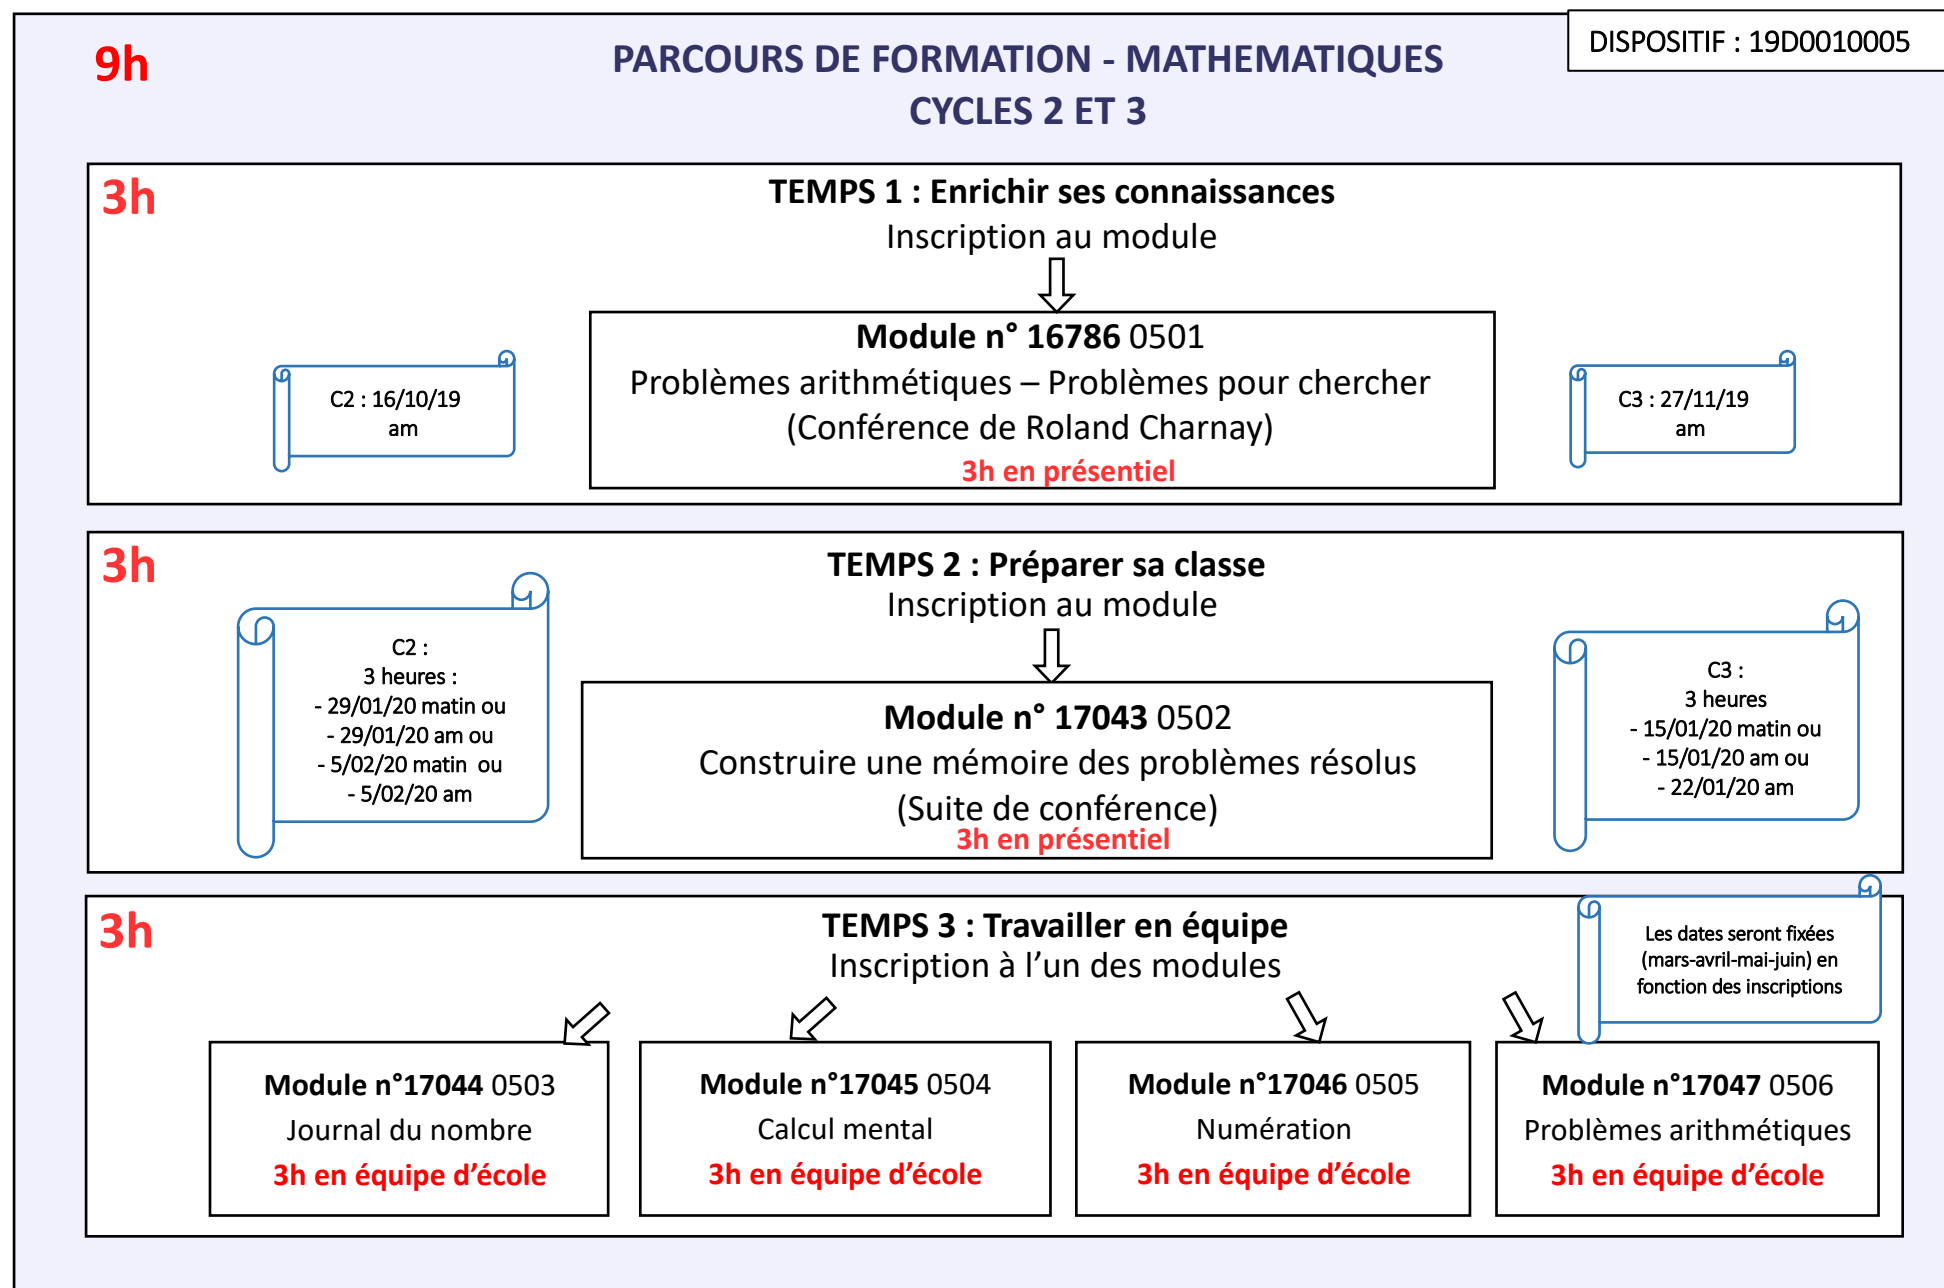 9h
PARCOURS DE FORMATION - MATHEMATIQUES
CYCLES 2 ET 3
DISPOSITIF : 19D0010005
3h
TEMPS 1 : Enrichir ses connaissances
Inscription au module
C2 : 16/10/19
am
Module n° 16786 0501
Problèmes arithmétiques – Problèmes pour chercher
(Conférence de Roland Charnay)
3h en présentiel
C3 : 27/11/19
am
3h
TEMPS 2 : Préparer sa classe
Inscription au module
C2 :
3 heures :
- 29/01/20 matin ou
- 29/01/20 am ou
- 5/02/20 matin  ou
- 5/02/20 am
Module n° 17043 0502
Construire une mémoire des problèmes résolus
(Suite de conférence)
3h en présentiel
C3 :
3 heures
- 15/01/20 matin ou
- 15/01/20 am ou
- 22/01/20 am
3h
TEMPS 3 : Travailler en équipe
Inscription à l’un des modules
Les dates seront fixées
(mars-avril-mai-juin) en
fonction des inscriptions
Module n°17044 0503
Journal du nombre
3h en équipe d’école
Module n°17045 0504
Calcul mental
3h en équipe d’école
Module n°17046 0505
Numération
3h en équipe d’école
Module n°17047 0506
Problèmes arithmétiques
3h en équipe d’école